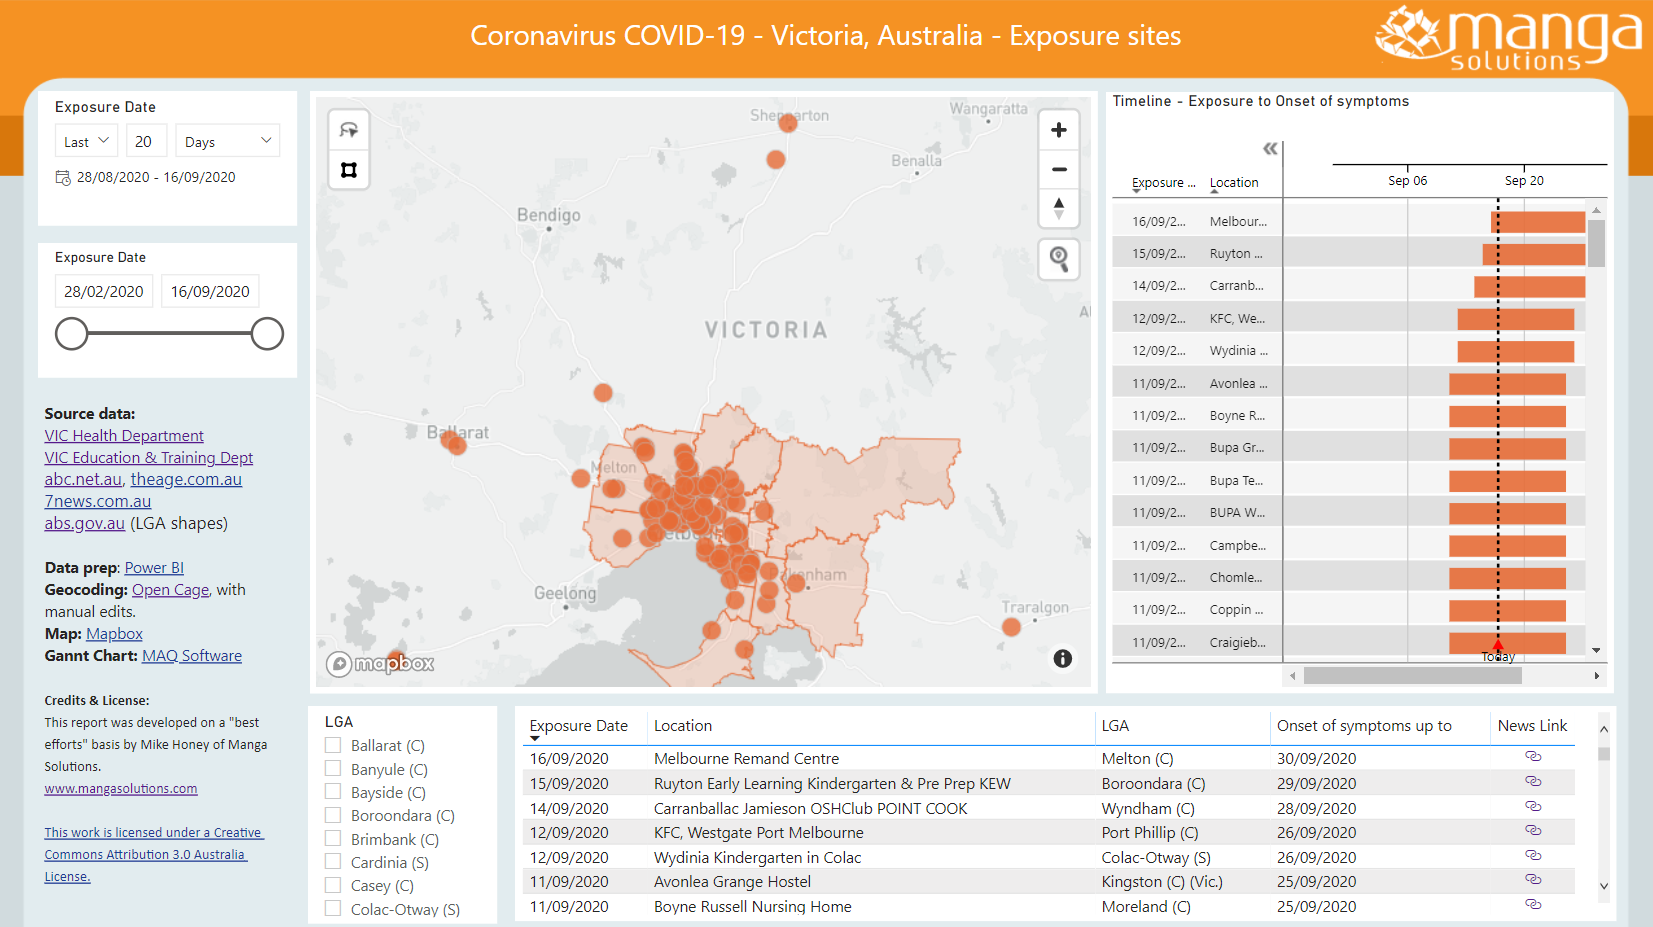 Coronavirus COVID-19 - Victoria, Australia - Exposure sites
manga
solutions
Exposure Date
Last
20
Days
28/08/2020 - 16/09/2020
Exposure Date
28/02/2020
16/09/2020
Source data:
VIC Health Department
VIC Education & Training Dept
abc.net.au, theage.com.au
7news.com.au
abs.gov.au (LGA shapes)
Data prep: Power BI
Geocoding: Open Cage, with
manual edits.
Map: Mapbox
Gannt Chart: MAQ Software
Credits & License:
This report was developed on a "best
efforts" basis by Mike Honey of Manga
Solutions.
www.mangasolutions.com
This work is licensed under a Creative
Commons Attribution 3.0 Australia
License.
Shepparton
Wangaratta
Benalla
Bendigo
VICTORIA
Ballarat
Melton
Geelong
Traralgon
mapbox
Timeline - Exposure to Onset of symptoms
Exposure ...
Location
Sep 06
Sep 20
16/09/2... Melbour...
15/09/2... Ruyton ...
14/09/2... Carranb...
12/09/2... KFC, We...
12/09/2... Wydinia ...
11/09/2... Avonlea ...
11/09/2... Boyne R...
11/09/2... Bupa Gr...
11/09/2... Bupa Te...
11/09/2... BUPA W...
11/09/2... Campbe...
11/09/2... Chomle...
11/09/2... Coppin ...
11/09/2... Craigieb...
Today
LGA
Ballarat (C)
Banyule (C)
Bayside (C)
Boroondara (C)
Brimbank (C)
Cardinia (S)
Casey (C)
Colac-Otway (S)
Exposure Date Location LGA Onset of symptoms up to News Link
16/09/2020 Melbourne Remand Centre Melton (C) 30/09/2020
15/09/2020 Ruyton Early Learning Kindergarten & Pre Prep KEW Boroondara (C) 29/09/2020
14/09/2020 Carranballac Jamieson OSHClub POINT COOK Wyndham (C) 28/09/2020
12/09/2020 KFC, Westgate Port Melbourne Port Phillip (C) 26/09/2020
12/09/2020 Wydinia Kindergarten in Colac Colac-Otway (S) 26/09/2020
11/09/2020 Avonlea Grange Hostel Kingston (C) (Vic.) 25/09/2020
11/09/2020 Boyne Russell Nursing Home Moreland (C) 25/09/2020